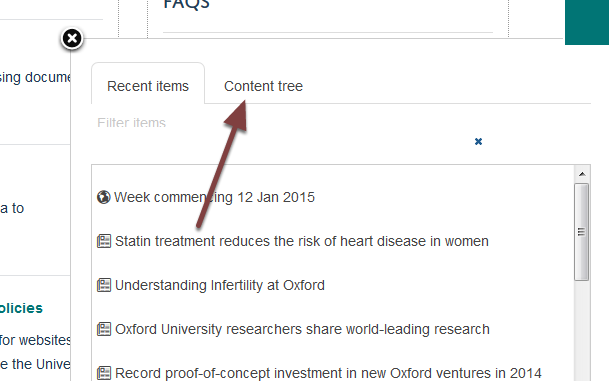 FAQS
sing docume
Recent items
Content tree
Filter items
Week commencing 12 Jan 2015
a to
Statin treatment reduces the risk of heart disease in women
Understanding Infertility at Oxford
olicies
Oxford University researchers share world-leading research
for websites
e the Unive
Record proof-of-concept investment in new Oxford ventures in 2014